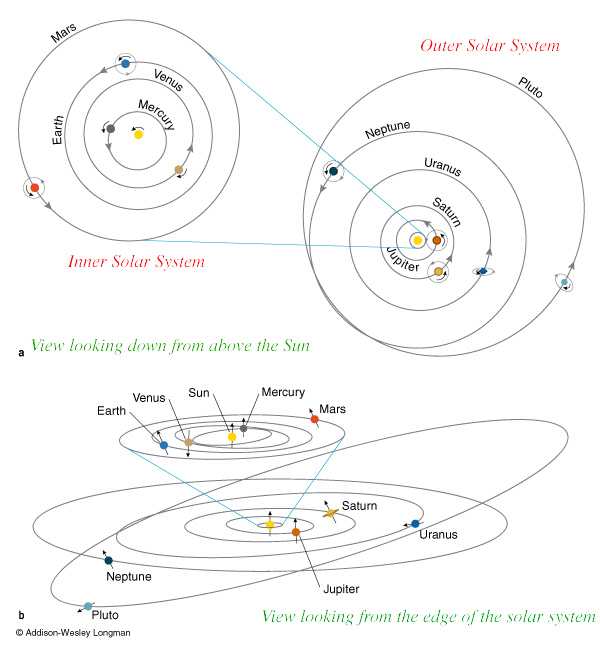 Mars
Outer Solar System
Venus
Pluto
Mercury
Earth
Neptune
Uranus
Saturn
Jupiter
Inner Solar System
a View looking down from above the Sun
Sun
Mercury
Venus
Earth
Mars
Saturn
Uranus
Neptune
Jupiter
Pluto
b View looking from the edge of the solar system
© Addison-Wesley Longman